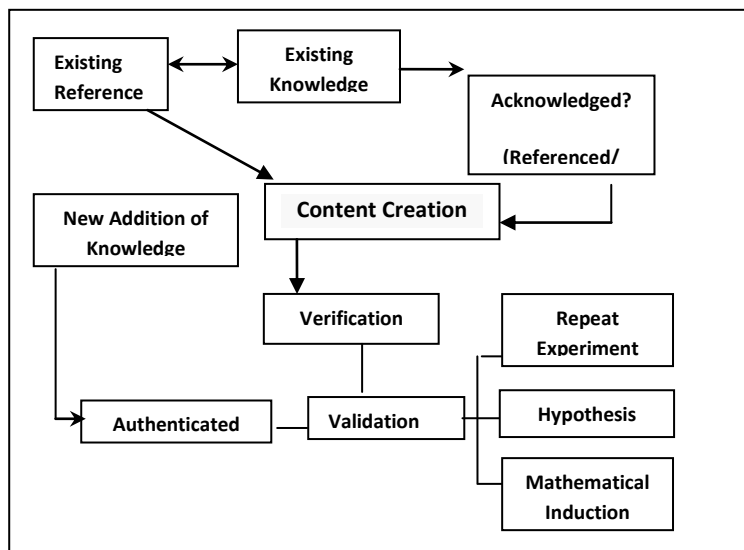 Existing
Reference
Existing
Knowledge
Acknowledged?
(Referenced/
Content Creation
New Addition of
Knowledge
Verification
Repeat
Experiment
Authenticated
Validation
Hypothesis
Mathematical
Induction